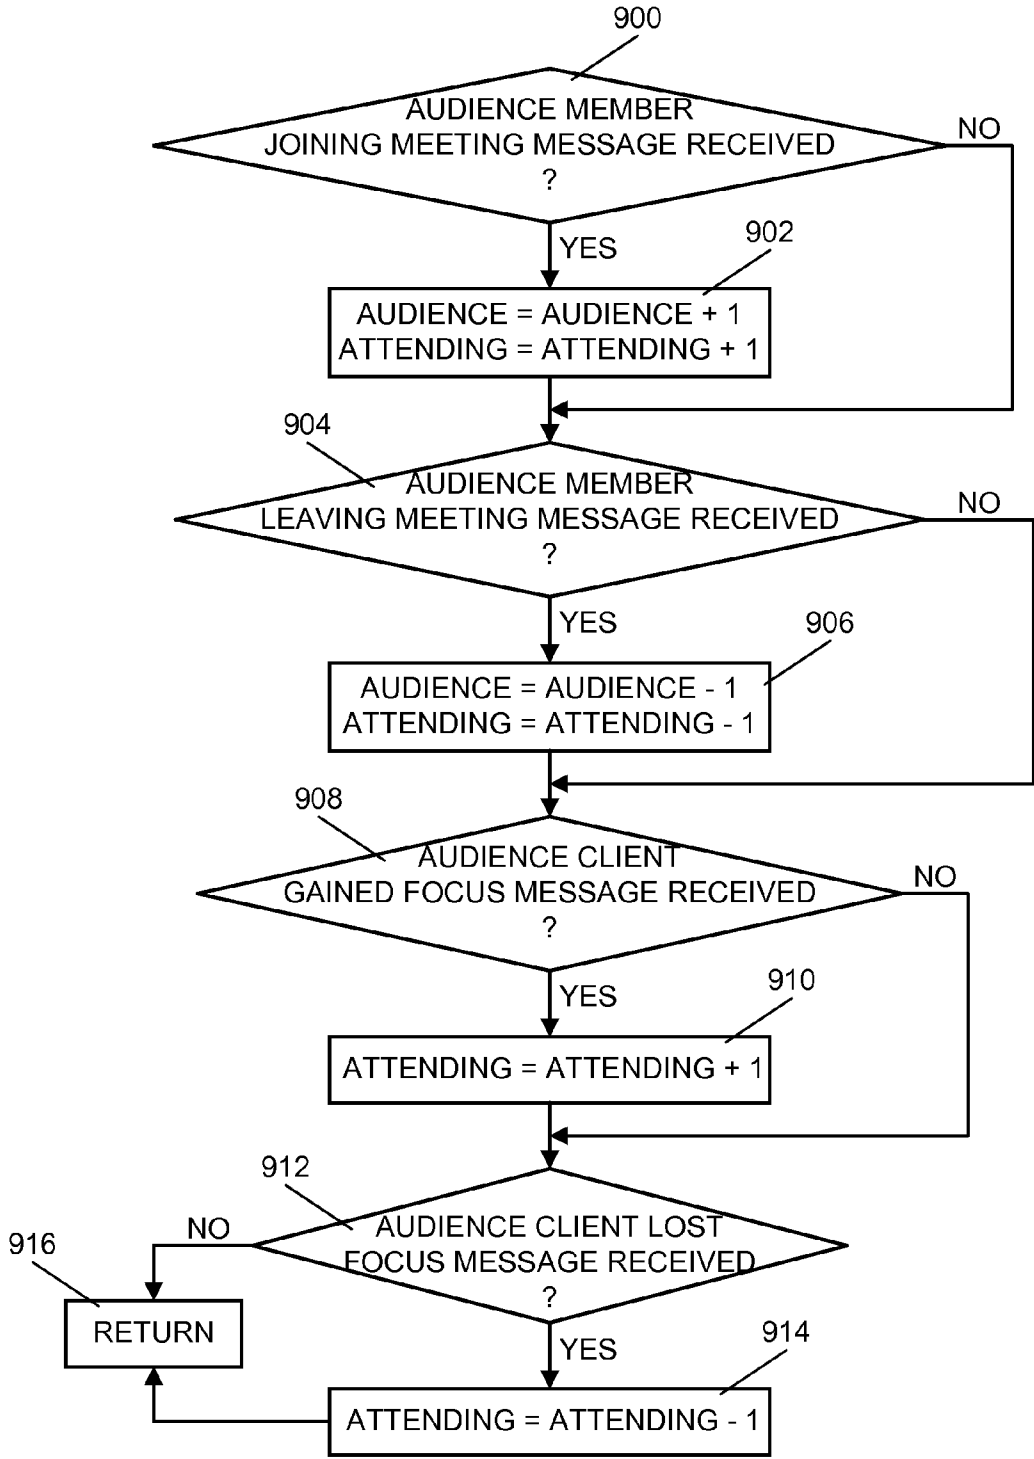 900
AUDIENCE MEMBER
JOINING MEETING MESSAGE RECEIVED
?
NO
YES
902
AUDIENCE = AUDIENCE + 1
ATTENDING = ATTENDING + 1
904
AUDIENCE MEMBER
LEAVING MEETING MESSAGE RECEIVED
?
NO
YES
906
AUDIENCE = AUDIENCE - 1
ATTENDING = ATTENDING - 1
908
AUDIENCE CLIENT
GAINED FOCUS MESSAGE RECEIVED
?
NO
YES
910
ATTENDING = ATTENDING + 1
912
AUDIENCE CLIENT LOST
FOCUS MESSAGE RECEIVED
?
NO
916
RETURN
YES
914
ATTENDING = ATTENDING - 1